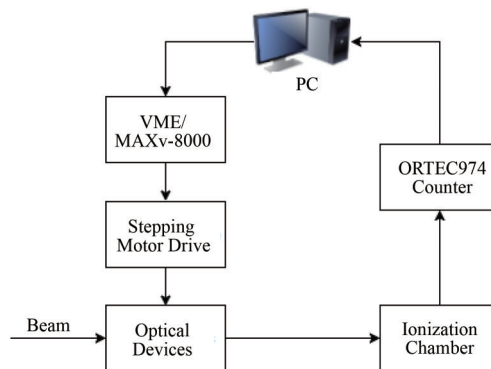 PC
VME/
MAXv-8000
ORTEC974
Counter
Stepping
Motor Drive
Beam
Optical
Devices
Ionization
Chamber